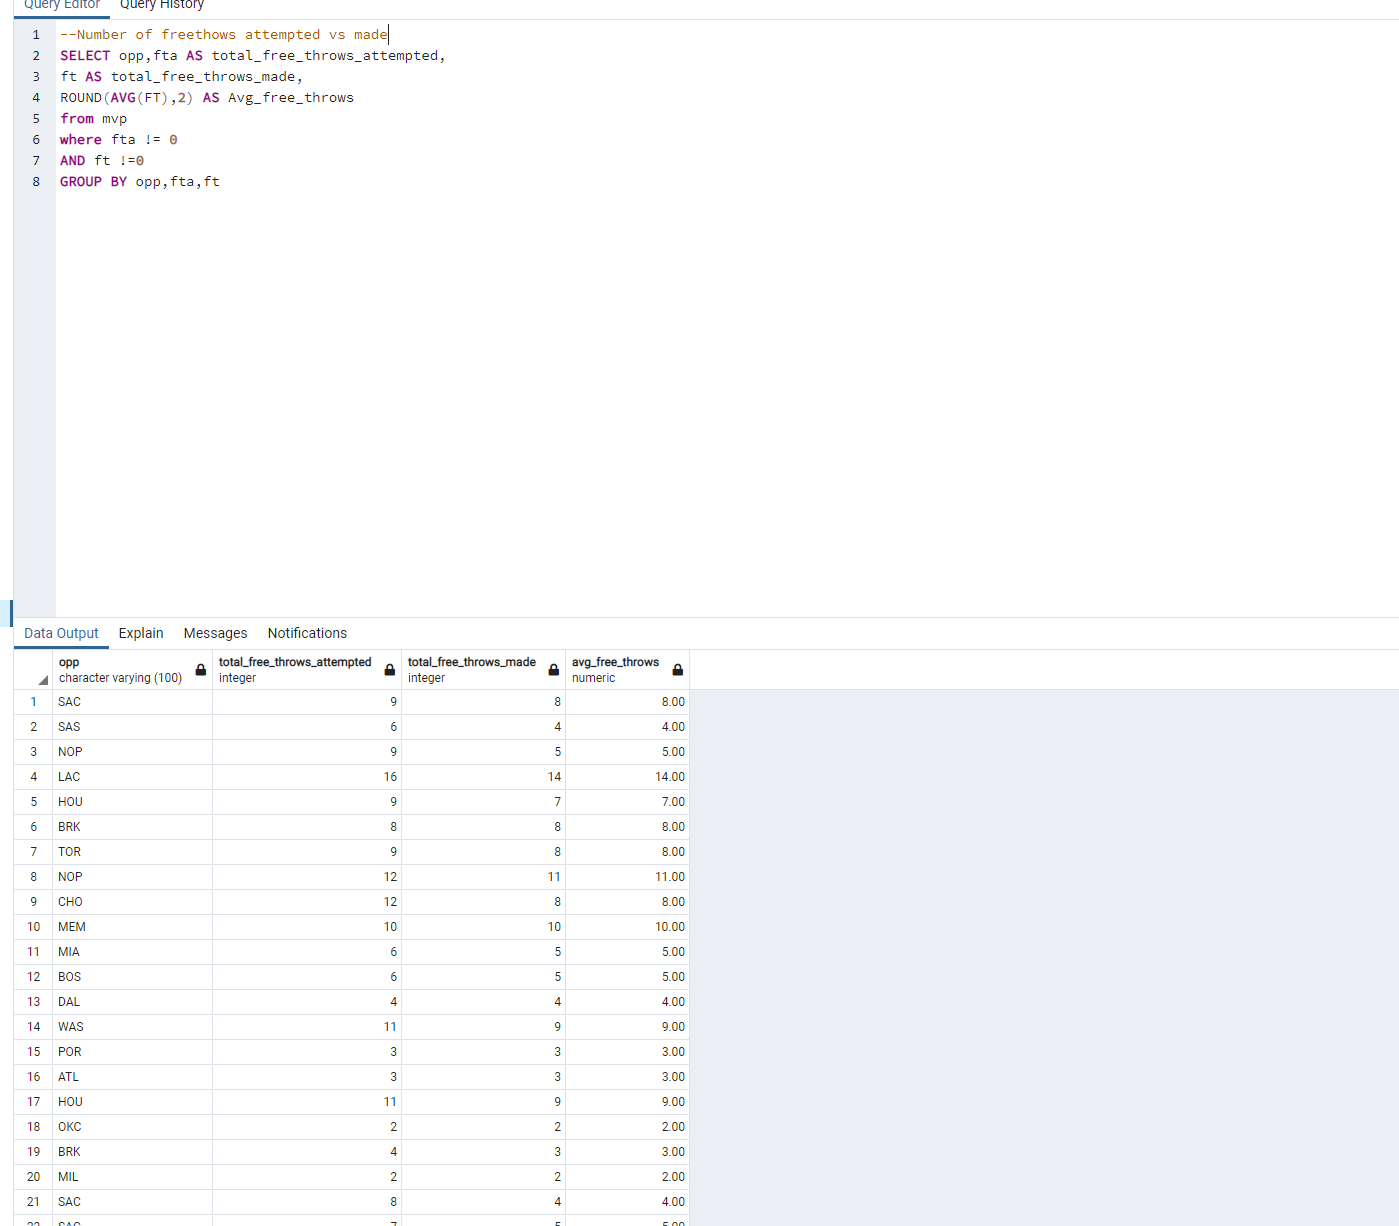 Query Editor Query History
1 --Number of freethows attempted vs made
2 SELECT opp,fta AS total_free_throws_attempted,
3 ft AS total_free_throws_made,
4 ROUND(AVG(FT),2) AS Avg_free_throws
5 from mvp
6 where fta != 0
7 AND ft !=0
8 GROUP BY opp,fta,ft
Data Output Explain Messages Notifications
opp total_free_throws_attempted total_free_throws_made avg_free_throws
character varying (100) integer integer numeric
1 SAC 9 8 8.00
2 SAS 6 4 4.00
3 NOP 9 5 5.00
4 LAC 16 14 14.00
5 HOU 9 7 7.00
6 BRK 8 8 8.00
7 TOR 9 8 8.00
8 NOP 12 11 11.00
9 CHO 12 8 8.00
10 MEM 10 10 10.00
11 MIA 6 5 5.00
12 BOS 6 5 5.00
13 DAL 4 4 4.00
14 WAS 11 9 9.00
15 POR 3 3 3.00
16 ATL 3 3 3.00
17 HOU 11 9 9.00
18 OKC 2 2 2.00
19 BRK 4 3 3.00
20 MIL 2 2 2.00
21 SAC 8 4 4.00
22 SAC 7 5 5.00